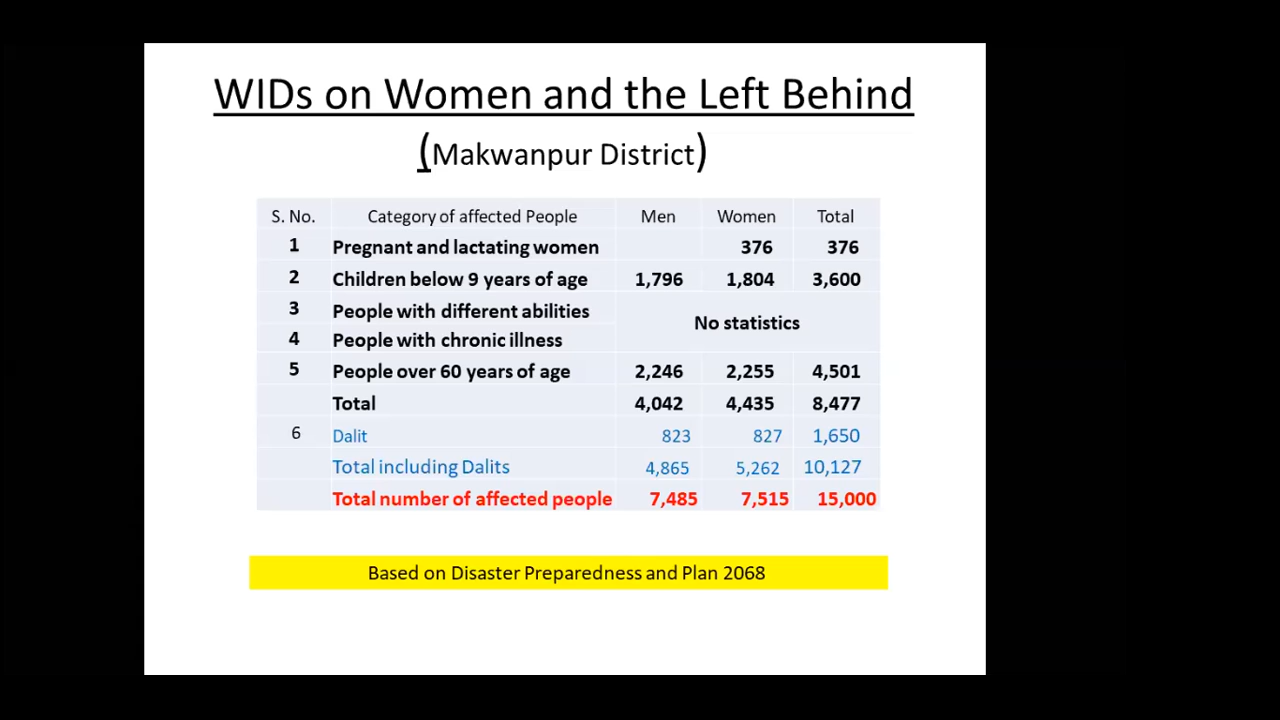 WIDs on Women and the Left Behind
(Makwanpur District)
S. No. Category of affected People Men Women Total
1 Pregnant and lactating women 376 376
2 Children below 9 years of age 1,796 1,804 3,600
3 People with different abilities
No statistics
4 People with chronic illness
5 People over 60 years of age 2,246 2,255 4,501
Total 4,042 4,435 8,477
6 Dalit 823 827 1,650
Total including Dalits 4,865 5,262 10,127
Total number of affected people 7,485 7,515 15,000
Based on Disaster Preparedness and Plan 2068